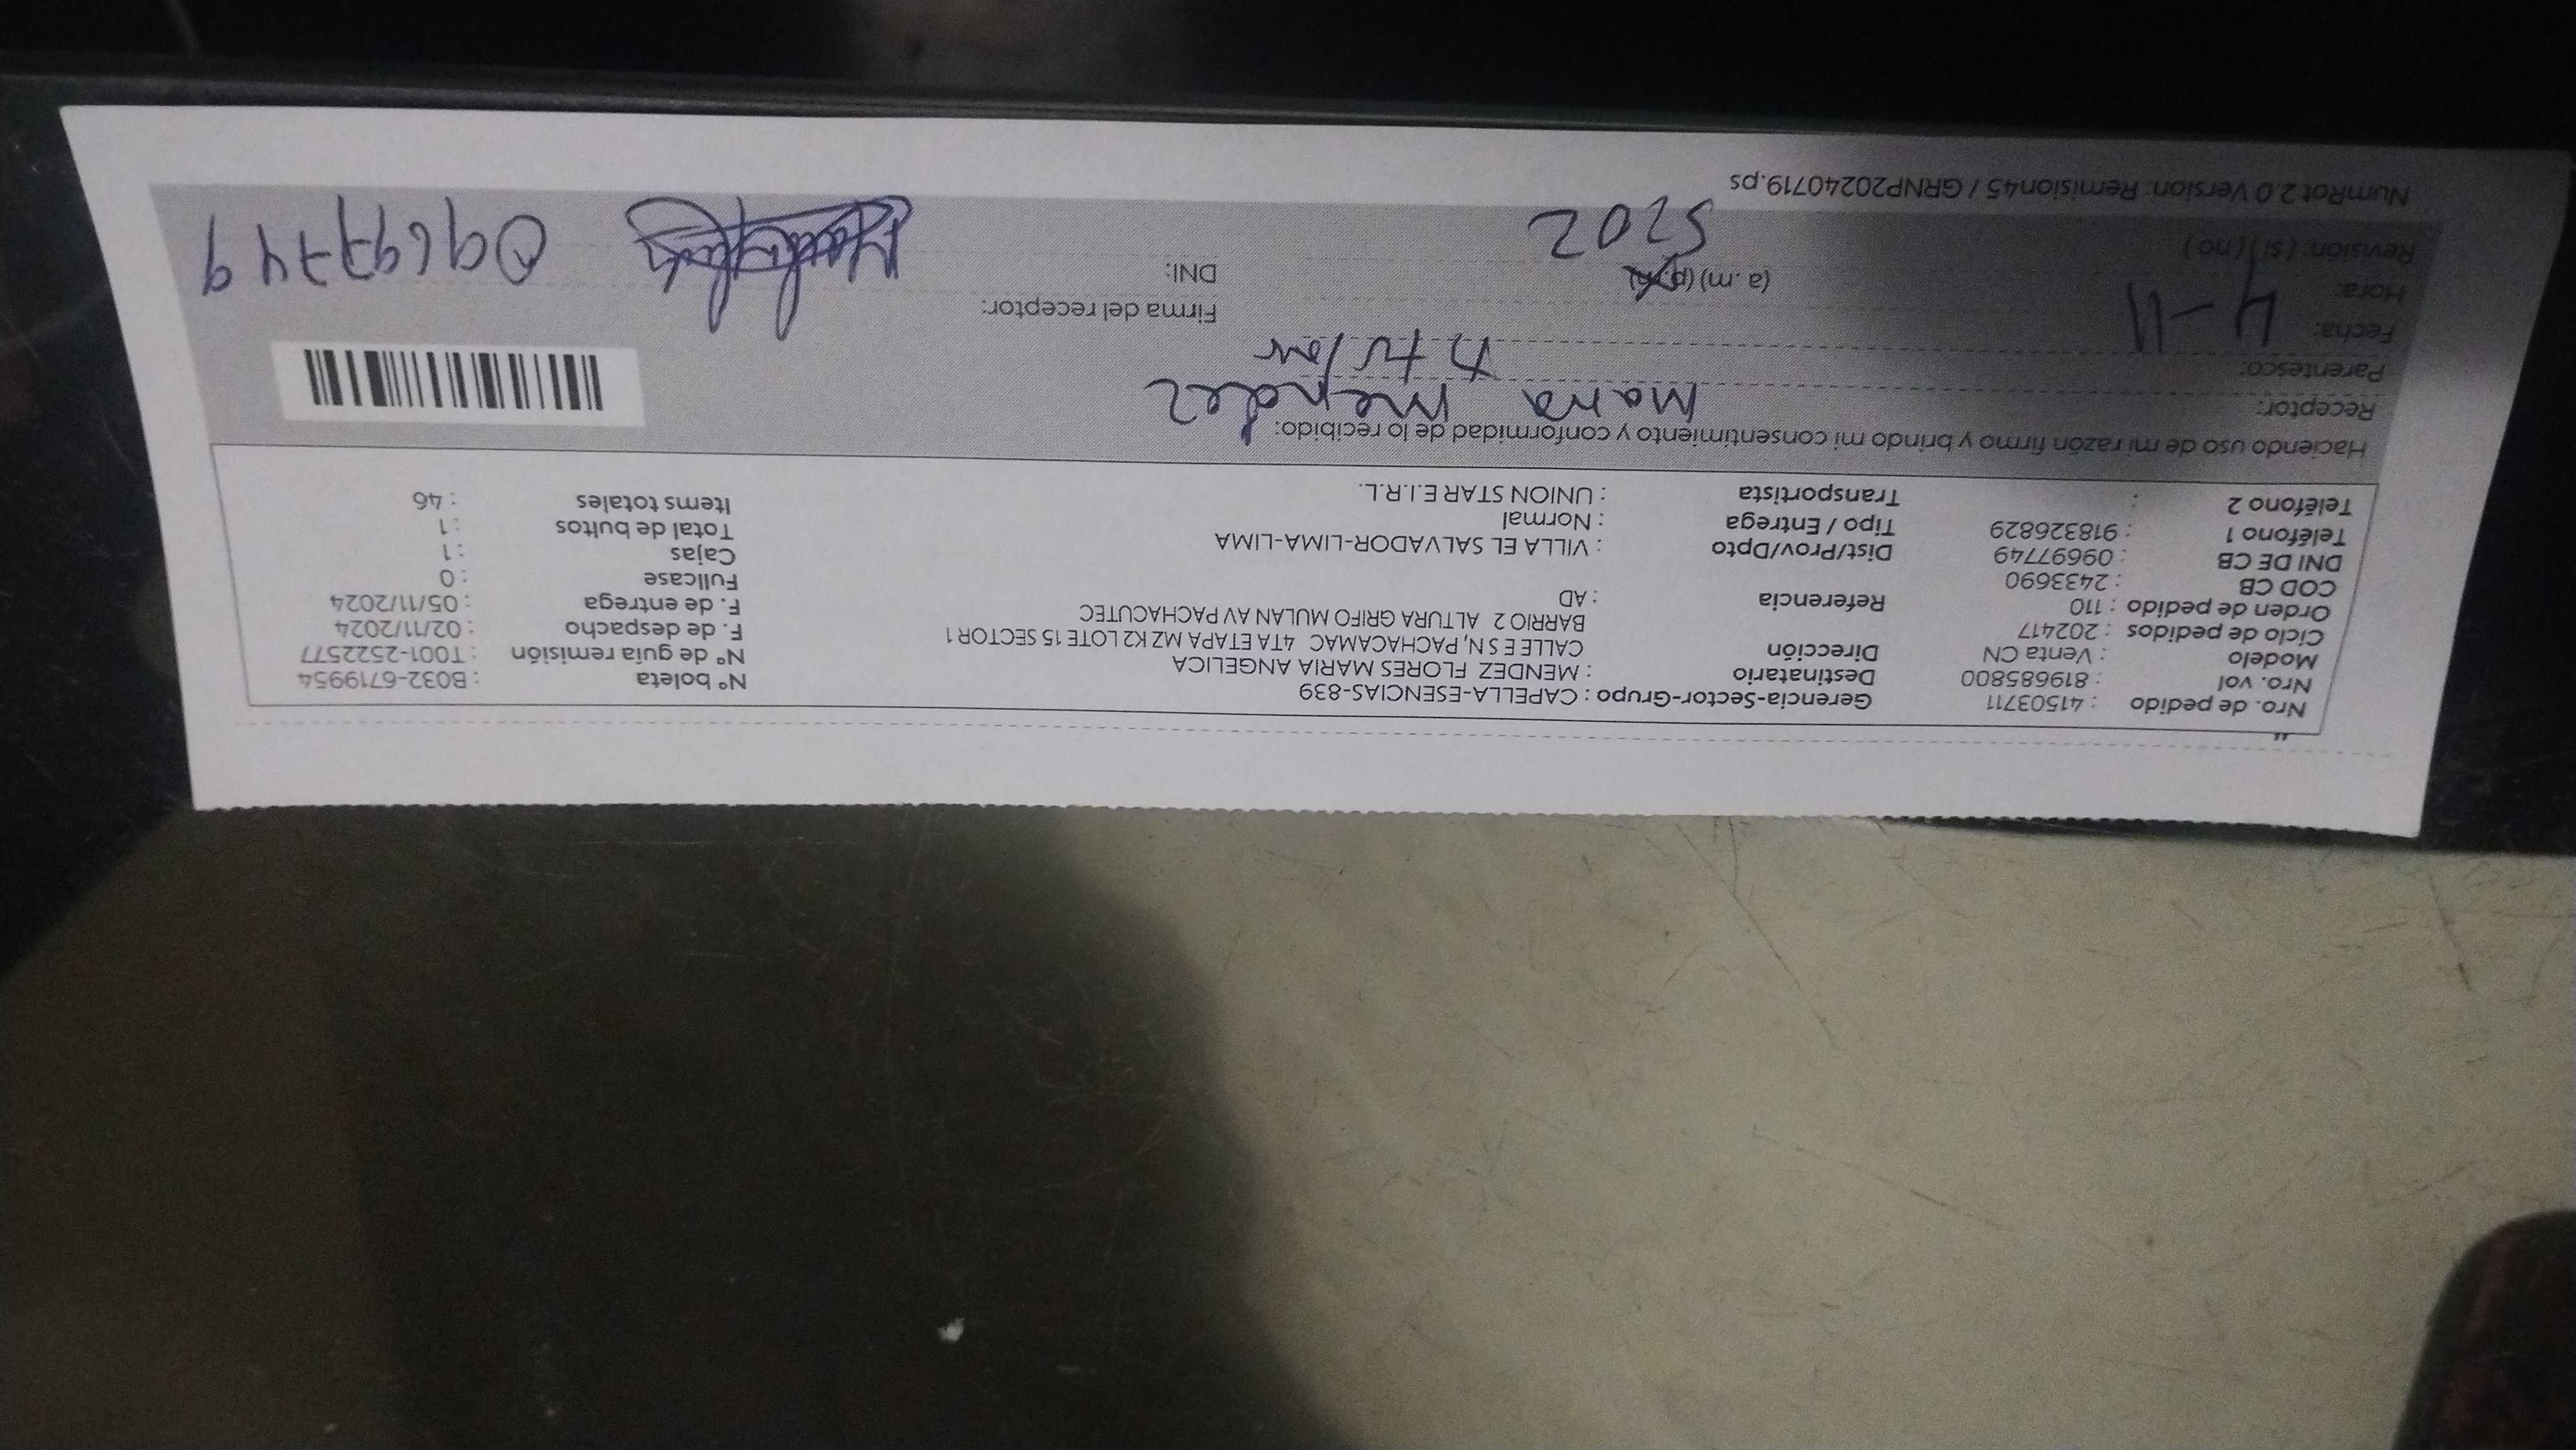 Nro. de pedido : 41503711
Nro. vol : 819685800
Modelo : Venta CN
Ciclo de pedidos : 202417
Orden de pedido : 110
COD CB : 2433690
DNI DE CB : 09697749
Teléfono 1 : 918326829
Teléfono 2 :
Gerencia-Sector-Grupo : CAPELLA-ESENCIAS-839
Destinatario : MENDEZ FLORES MARIA ANGELICA
Dirección CALLE E S N, PACHACAMAC 4TA ETAPA MZ K2 LOTE 15 SECTOR 1
BARRIO 2 ALTURA GRIFO MULAN AV PACHACUTEC
Referencia : AD
Dist/Prov/Dpto : VILLA EL SALVADOR-LIMA-LIMA
Tipo / Entrega : Normal
Transportista : UNION STAR E.I.R.L.
Nº boleta : B032-6719954
Nº de guia remisión : T001-2522577
F. de despacho : 02/11/2024
F. de entrega : 05/11/2024
Fullcase : 0
Cajas : 1
Total de bultos : 1
Items totales : 46
Haciendo uso de mi razón firmo y brindo mi consentimiento y conformidad de lo recibido:
Receptor: Maria Mendez
Parentesco: titular
Fecha: 4-11
Hora: (a. m) (p. m)
Revisión: (si) (no) 5202
Firma del receptor:
DNI: 09697749
NumRot 2.0 Version: Remision45 / GRNP20240719.ps